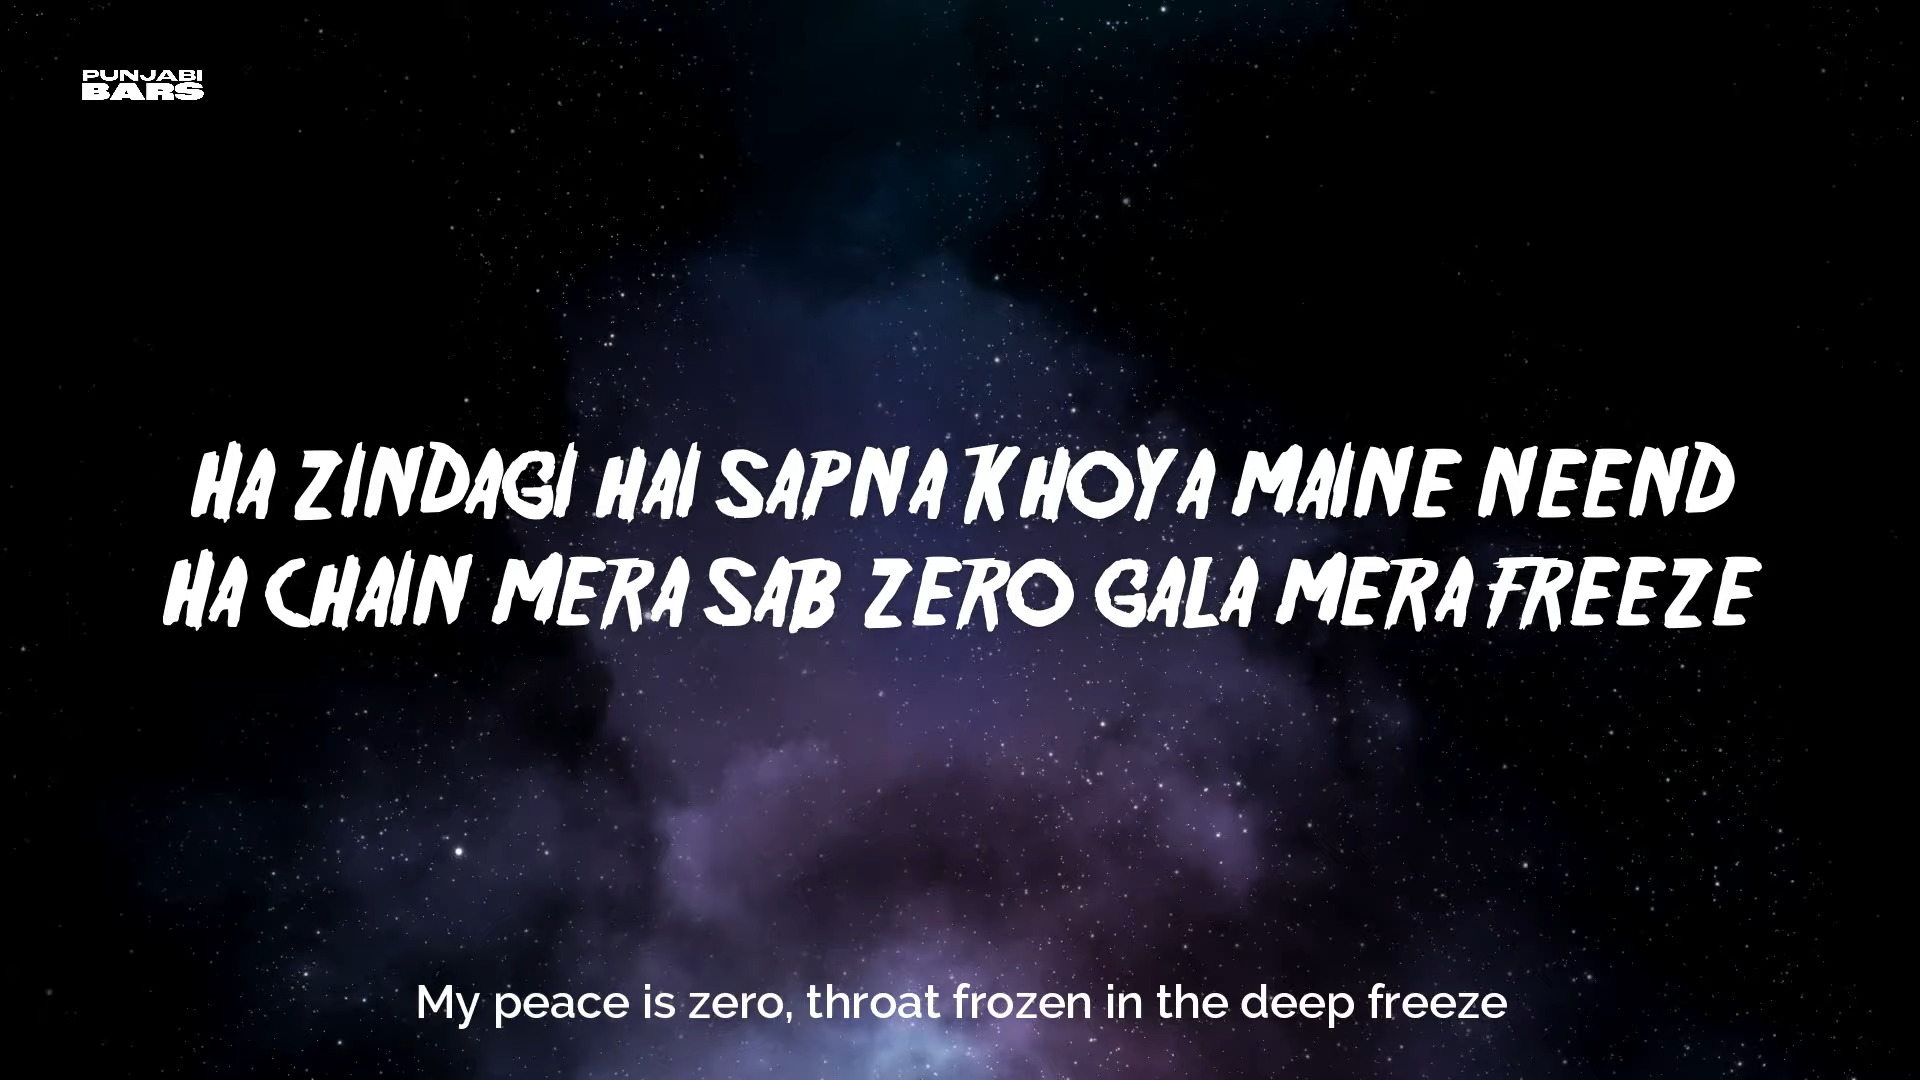 PUNJABI
BARS
HA ZINDAGI HAI SAPNA KHOYA MAINE NEEND
HA CHAIN MERA SAB ZERO GALA MERA FREEZE
My peace is zero, throat frozen in the deep freeze